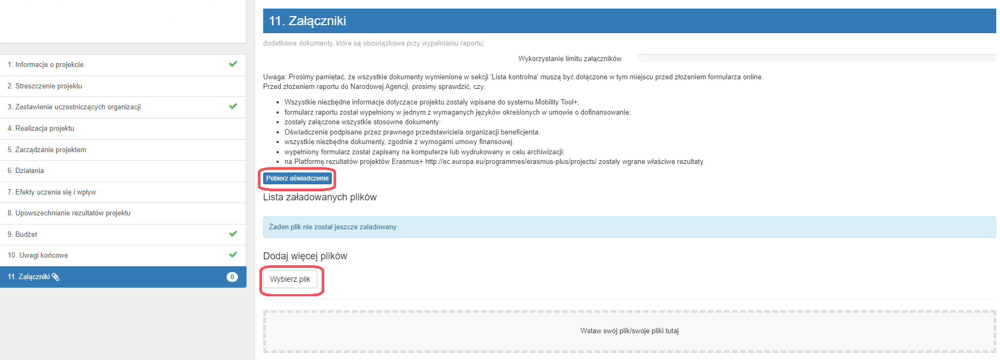 1. Informacje o projekcie
2. Streszczenie projektu
3. Zestawienie uczestniczących organizacji
4. Realizacja projektu
5. Zarządzanie projektem
6. Działania
7. Efekty uczenia się i wpływ
8. Upowszechnianie rezultatów projektu
9. Budżet
10. Uwagi końcowe
11. Załączniki
0
11. Załączniki
dodatkowe dokumenty, które są obowiązkowe przy wypełnianiu raportu;
Wykorzystanie limitu załączników
Uwaga: Prosimy pamiętać, że wszystkie dokumenty wymienione w sekcji 'Lista kontrolna' muszą być dołączone w tym miejscu przed złożeniem formularza online.
Przed złożeniem raportu do Narodowej Agencji, prosimy sprawdzić, czy:
Wszystkie niezbędne informacje dotyczące projektu zostały wpisane do systemu Mobility Tool+;
formularz raportu został wypełniony w jednym z wymaganych języków określonych w umowie o dofinansowanie;
zostały załączone wszystkie stosowne dokumenty:
Oświadczenie podpisane przez prawnego przedstawiciela organizacji beneficjenta.
wszystkie niezbędne dokumenty, zgodnie z wymogami umowy finansowej.
wypełniony formularz został zapisany na komputerze lub wydrukowany w celu archiwizacji;
na Platformę rezultatów projektów Erasmus+ http://ec.europa.eu/programmes/erasmus-plus/projects/ zostały wgrane właściwe rezultaty.
Pobierz oświadczenie
Lista załadowanych plików
Żaden plik nie został jeszcze załadowany
Dodaj więcej plików
Wybierz plik
Wstaw swój plik/swoje pliki tutaj